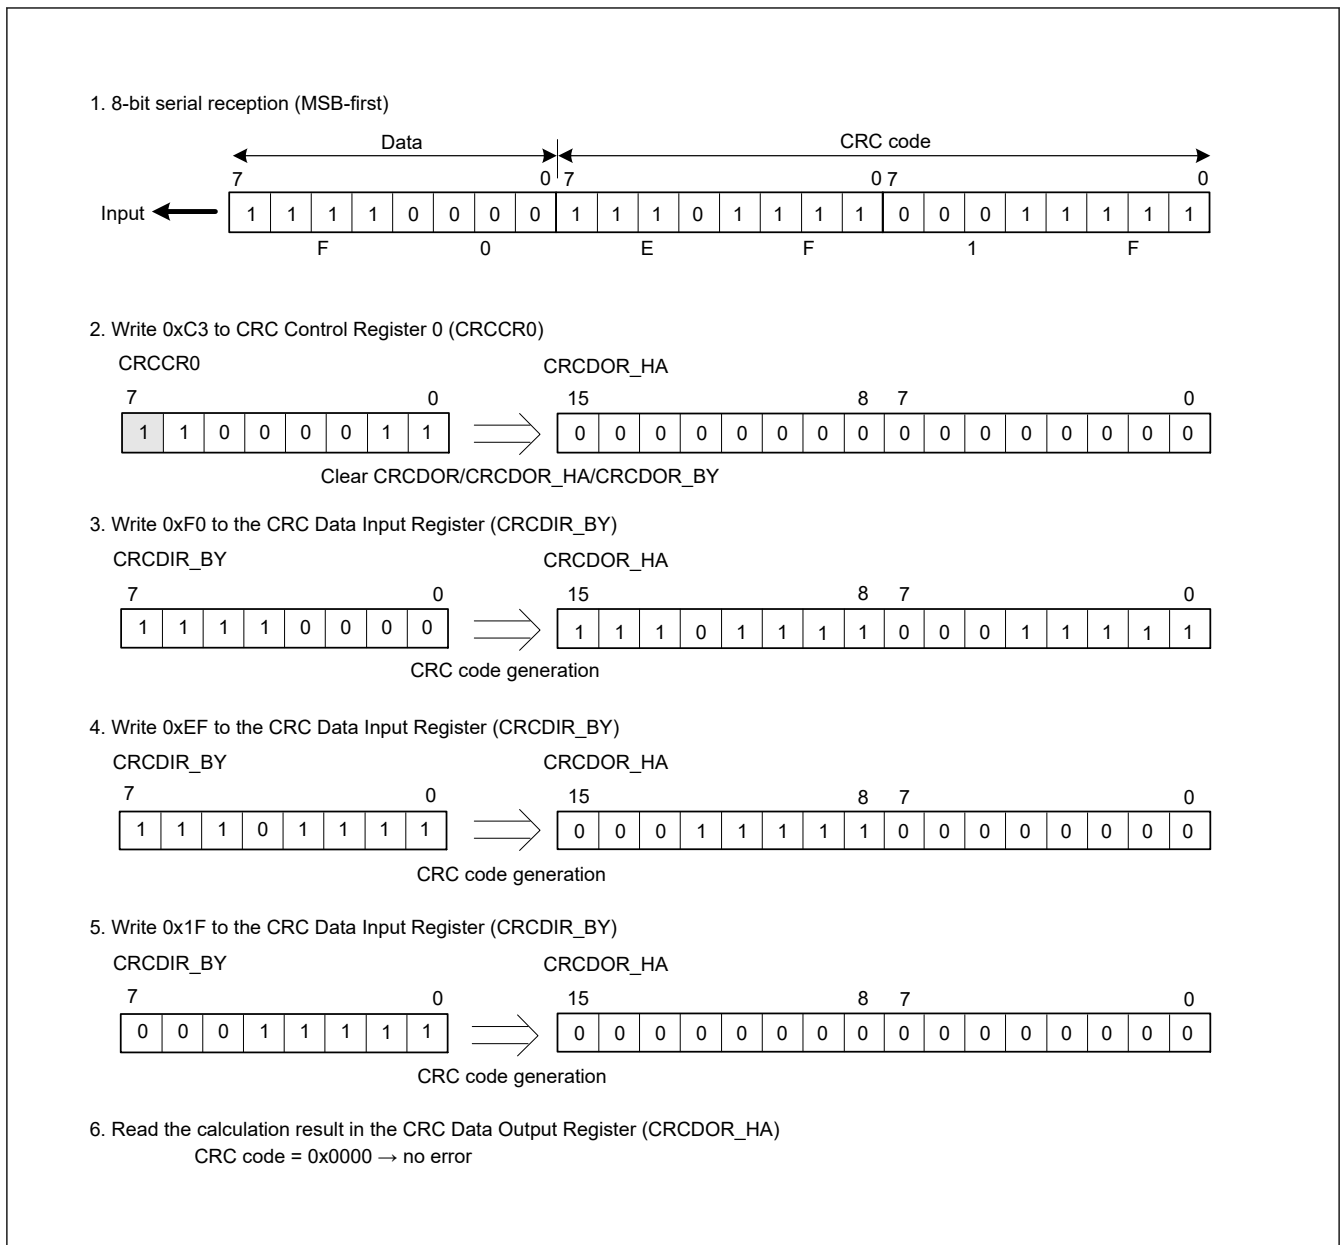 1. 8-bit serial reception (MSB-first)
Data CRC code
7 0 7 0 7 0
Input 1 1 1 1 0 0 0 0 1 1 1 0 1 1 1 1 0 0 0 1 1 1 1 1
F 0 E F 1 F
2. Write 0xC3 to CRC Control Register 0 (CRCCR0)
CRCCR0 CRCDOR_HA
7 0 15 8 7 0
1 1 0 0 0 0 1 1 0 0 0 0 0 0 0 0 0 0 0 0 0 0 0 0
Clear CRCDOR/CRCDOR_HA/CRCDOR_BY
3. Write 0xF0 to the CRC Data Input Register (CRCDIR_BY)
CRCDIR_BY CRCDOR_HA
7 0 15 8 7 0
1 1 1 1 0 0 0 0 1 1 1 0 1 1 1 1 0 0 0 1 1 1 1 1
CRC code generation
4. Write 0xEF to the CRC Data Input Register (CRCDIR_BY)
CRCDIR_BY CRCDOR_HA
7 0 15 8 7 0
1 1 1 0 1 1 1 1 0 0 0 1 1 1 1 1 0 0 0 0 0 0 0 0
CRC code generation
5. Write 0x1F to the CRC Data Input Register (CRCDIR_BY)
CRCDIR_BY CRCDOR_HA
7 0 15 8 7 0
0 0 0 1 1 1 1 1 0 0 0 0 0 0 0 0 0 0 0 0 0 0 0 0
CRC code generation
6. Read the calculation result in the CRC Data Output Register (CRCDOR_HA)
CRC code = 0x0000 → no error